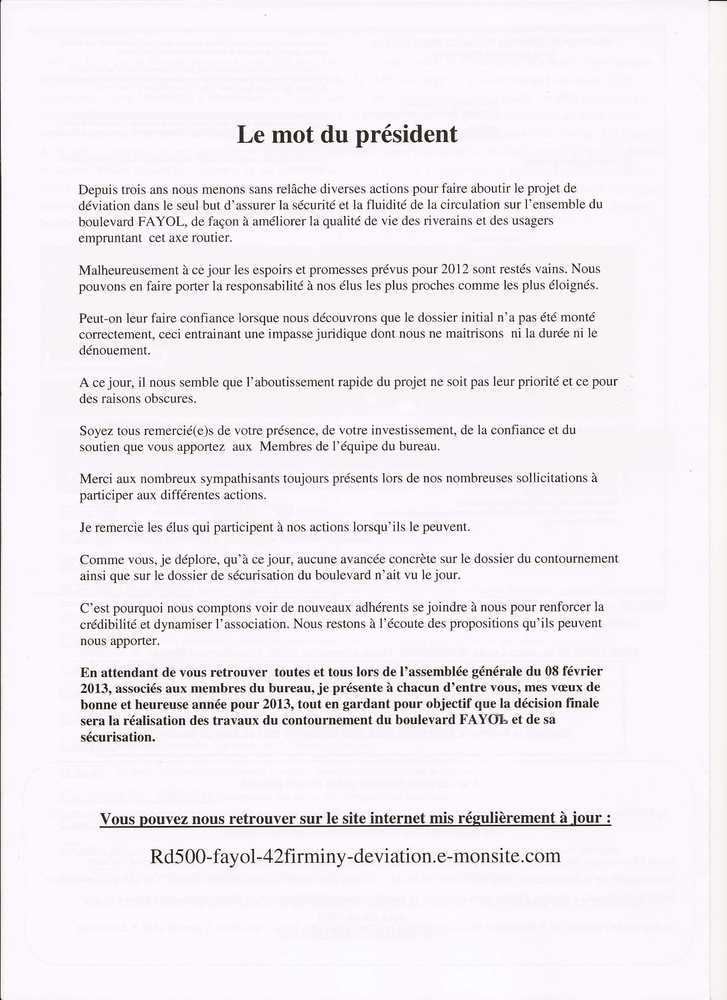 Le mot du président
Depuis trois ans nous menons sans relâche diverses actions pour faire aboutir le projet de
déviation dans le seul but d’assurer la sécurité et la fluidité de la circulation sur l’ensemble du
boulevard FAYOL, de façon à améliorer la qualité de vie des riverains et des usagers
empruntant  cet axe routier.
Malheureusement à ce jour les espoirs et promesses prévus pour 2012 sont restés vains. Nous
pouvons en faire porter la responsabilité à nos élus les plus proches comme les plus éloignés.
Peut-on leur faire confiance lorsque nous découvrons que le dossier initial n’a pas été monté
correctement, ceci entrainant une impasse juridique dont nous ne maitrisons  ni la durée ni le
dénouement.
A ce jour, il nous semble que l’aboutissement rapide du projet ne soit pas leur priorité et ce pour
des raisons obscures.
Soyez tous remercié(e)s de votre présence, de votre investissement, de la confiance et du
soutien que vous apportez  aux  Membres de l’équipe du bureau.
Merci aux nombreux sympathisants toujours présents lors de nos nombreuses sollicitations à
participer aux différentes actions.
Je remercie les élus qui participent à nos actions lorsqu’ils le peuvent.
Comme vous, je déplore, qu’à ce jour, aucune avancée concrète sur le dossier du contournement
ainsi que sur le dossier de sécurisation du boulevard n’ait vu le jour.
C’est pourquoi nous comptons voir de nouveaux adhérents se joindre à nous pour renforcer la
crédibilité et dynamiser l’association. Nous restons à l’écoute des propositions qu’ils peuvent
nous apporter.
En attendant de vous retrouver  toutes et tous lors de l’assemblée générale du 08 février
2013, associés aux membres du bureau, je présente à chacun d’entre vous, mes vœux de
bonne et heureuse année pour 2013, tout en gardant pour objectif que la décision finale
sera la réalisation des travaux du contournement du boulevard FAYOL et de sa
sécurisation.
Vous pouvez nous retrouver sur le site internet mis régulièrement à jour :
Rd500-fayol-42firminy-deviation.e-monsite.com